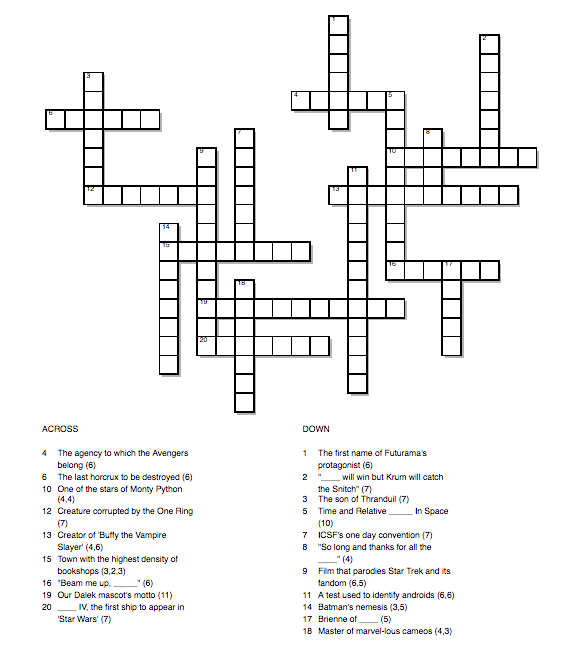 1
2
3
4
5
6
7
8
9
10
11
12
13
14
15
16
17
18
19
20
ACROSS
4 The agency to which the Avengers
belong (6)
6 The last horcrux to be destroyed (6)
10 One of the stars of Monty Python
(4,4)
12 Creature corrupted by the One Ring
(7)
13 Creator of 'Buffy the Vampire
Slayer' (4,6)
15 Town with the highest density of
bookshops (3,2,3)
16 "Beam me up, _____" (6)
19 Our Dalek mascot's motto (11)
20 ____ IV, the first ship to appear in
'Star Wars' (7)
DOWN
1 The first name of Futurama's
protagonist (6)
2 "____ will win but Krum will catch
the Snitch" (7)
3 The son of Thranduil (7)
5 Time and Relative _____ In Space
(10)
7 ICSF's one day convention (7)
8 "So long and thanks for all the
____" (4)
9 Film that parodies Star Trek and its
fandom (6,5)
11 A test used to identify androids (6,6)
14 Batman's nemesis (3,5)
17 Brienne of ____ (5)
18 Master of marvel-lous cameos (4,3)